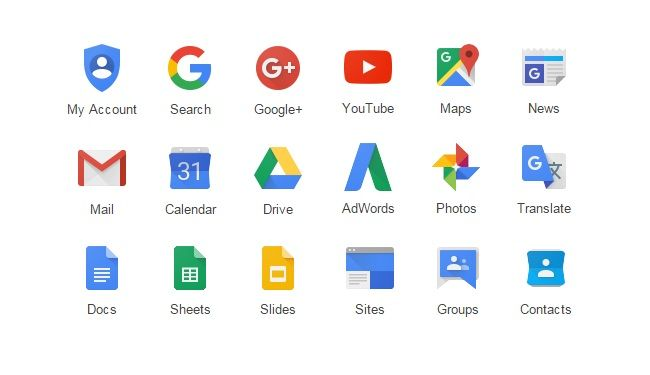 My Account Search Google+ YouTube Maps News
31
Mail Calendar Drive AdWords Photos Translate
Docs Sheets Slides Sites Groups Contacts